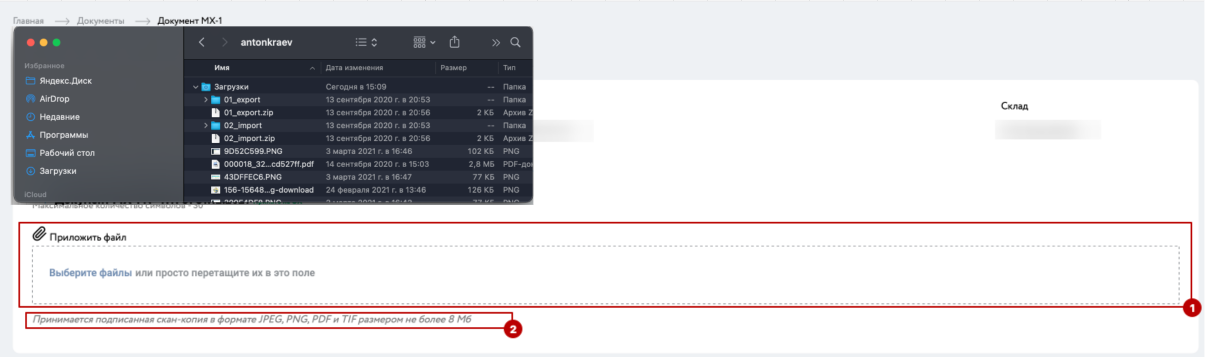 Главная → Документы → Документ МХ-1
antonkraev
Избранное
Яндекс.Диск
AirDrop
Недавние
Программы
Рабочий стол
Загрузки
iCloud
Имя Дата изменения Размер Тип
Загрузки Сегодня в 15:09 -- Папка
01_export 13 сентября 2020 г. в 20:53 -- Папка
01_export.zip 13 сентября 2020 г. в 20:56 2 КБ Архив Z
02_import 13 сентября 2020 г. в 20:53 -- Папка
02_import.zip 13 сентября 2020 г. в 20:56 2 КБ Архив Z
9D52C599.PNG 3 марта 2021 г. в 16:46 102 КБ PNG
000018_32...cd527ff.pdf 14 сентября 2020 г. в 15:03 2,8 МБ PDF-до
43DFFEC6.PNG 3 марта 2021 г. в 16:47 77 КБ PNG
156-15648...g-download 24 февраля 2021 г. в 13:46 126 КБ PNG
Склад
Максимальное количество символов - 30
Приложить файл
Выберите файлы или просто перетащите их в это поле
1
Принимается подписанная скан-копия в формате JPEG, PNG, PDF и TIF размером не более 8 Мб
2